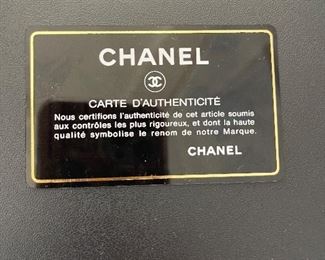 CHANEL
CARTE D'AUTHENTICITÉ
Nous certifions l'authenticité de cet article soumis
aux contrôles les plus rigoureux, et dont la haute
qualité symbolise le renom de notre Marque.
CHANEL